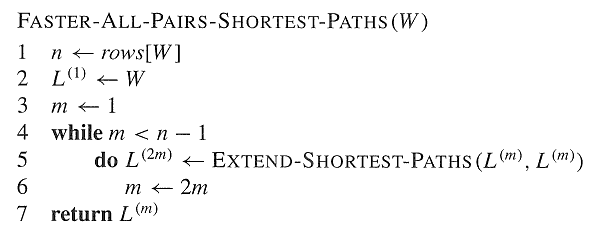 FASTER-ALL-PAIRS-SHORTEST-PATHS(W)
1 n ← rows[W]
2 L⁽¹⁾ ← W
3 m ← 1
4 while m < n − 1
5 do L⁽²ᵐ⁾ ← EXTEND-SHORTEST-PATHS(L⁽ᵐ⁾, L⁽ᵐ⁾)
6 m ← 2m
7 return L⁽ᵐ⁾